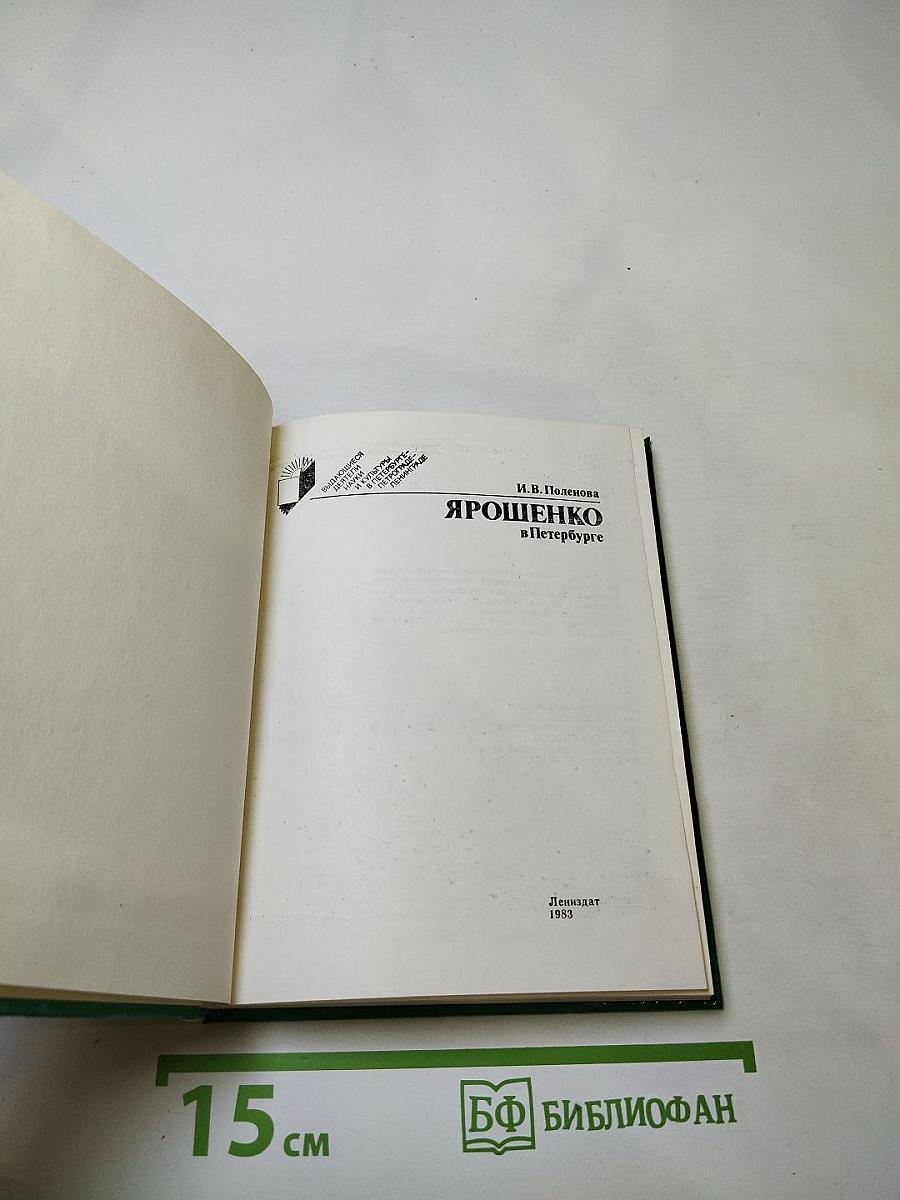 ВЫДАЮЩИЕСЯ
ДЕЯТЕЛИ
НАУКИ
И КУЛЬТУРЫ
В ПЕТЕРБУРГЕ–
ПЕТРОГРАДЕ–
ЛЕНИНГРАДЕ
И.В.Поленова
ЯРОШЕНКО
в Петербурге
Лениздат
1983
15 см
БФ БИБЛИОФАН